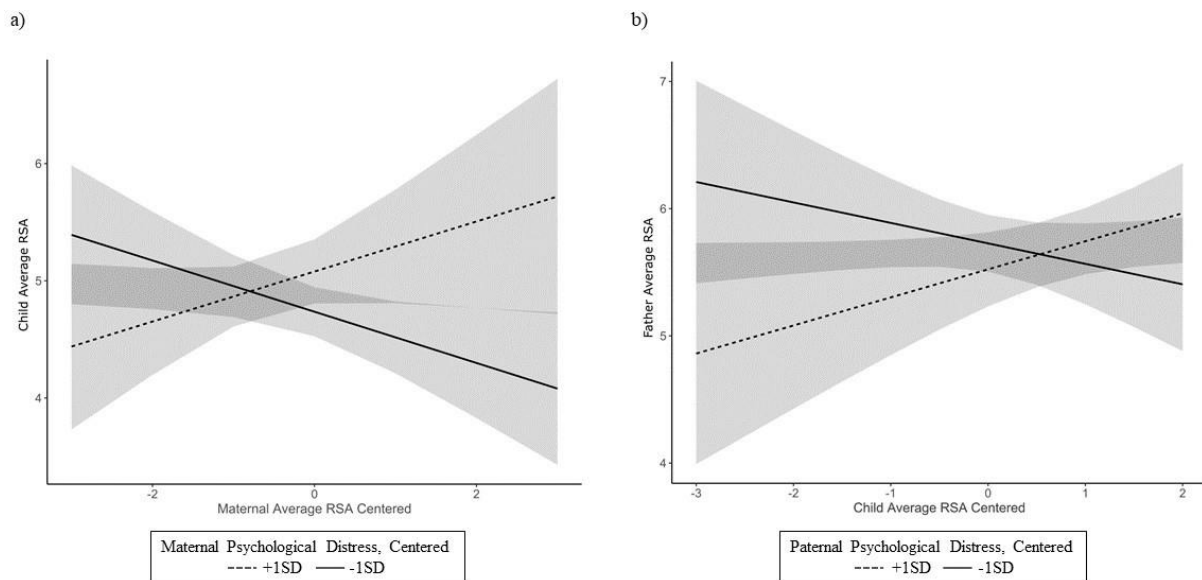 a)
b)
Child Average RSA
6
5
4
-2 0 2
Maternal Average RSA Centered
Maternal Psychological Distress, Centered
+1SD -1SD
Father Average RSA
7
6
5
4
-3 -2 -1 0 1 2
Child Average RSA Centered
Paternal Psychological Distress, Centered
+1SD -1SD